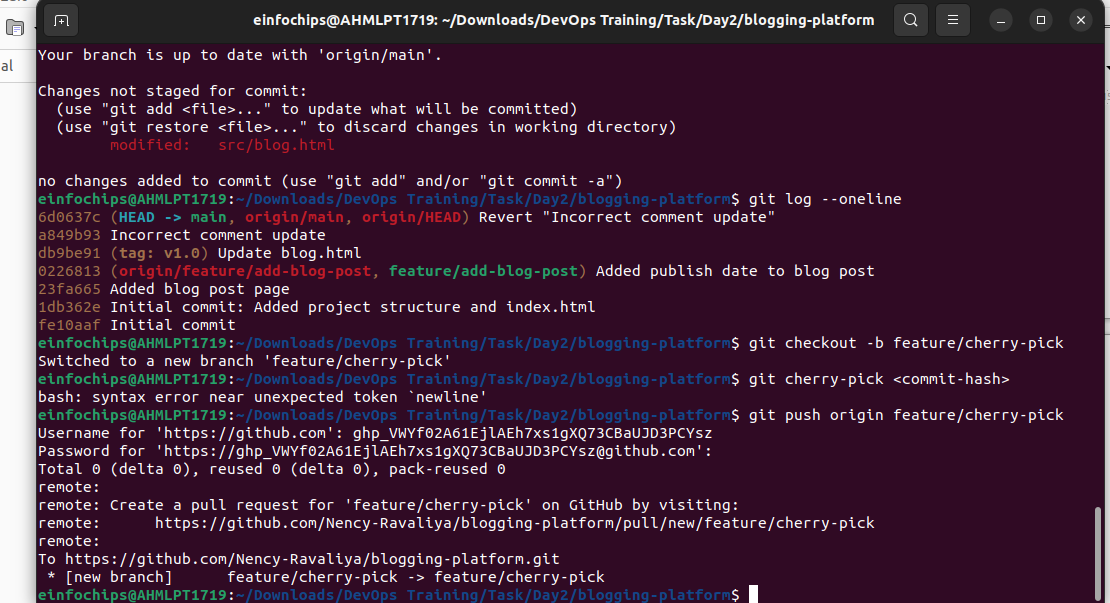 einfochips@AHMLPT1719: ~/Downloads/DevOps Training/Task/Day2/blogging-platform
al
Your branch is up to date with 'origin/main'.
Changes not staged for commit:
(use "git add <file>..." to update what will be committed)
(use "git restore <file>..." to discard changes in working directory)
modified: src/blog.html
no changes added to commit (use "git add" and/or "git commit -a")
einfochips@AHMLPT1719:~/Downloads/DevOps Training/Task/Day2/blogging-platform$ git log --oneline
6d0637c (HEAD -> main, origin/main, origin/HEAD) Revert "Incorrect comment update"
a849b93 Incorrect comment update
db9be91 (tag: v1.0) Update blog.html
0226813 (origin/feature/add-blog-post, feature/add-blog-post) Added publish date to blog post
23fa665 Added blog post page
1db362e Initial commit: Added project structure and index.html
fe10aaf Initial commit
einfochips@AHMLPT1719:~/Downloads/DevOps Training/Task/Day2/blogging-platform$ git checkout -b feature/cherry-pick
Switched to a new branch 'feature/cherry-pick'
einfochips@AHMLPT1719:~/Downloads/DevOps Training/Task/Day2/blogging-platform$ git cherry-pick <commit-hash>
bash: syntax error near unexpected token `newline'
einfochips@AHMLPT1719:~/Downloads/DevOps Training/Task/Day2/blogging-platform$ git push origin feature/cherry-pick
Username for 'https://github.com': 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
Password for 'https://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@github.com':
Total 0 (delta 0), reused 0 (delta 0), pack-reused 0
remote:
remote: Create a pull request for 'feature/cherry-pick' on GitHub by visiting:
remote: https://github.com/Nency-Ravaliya/blogging-platform/pull/new/feature/cherry-pick
remote:
To https://github.com/Nency-Ravaliya/blogging-platform.git
* [new branch] feature/cherry-pick -> feature/cherry-pick
einfochips@AHMLPT1719:~/Downloads/DevOps Training/Task/Day2/blogging-platform$